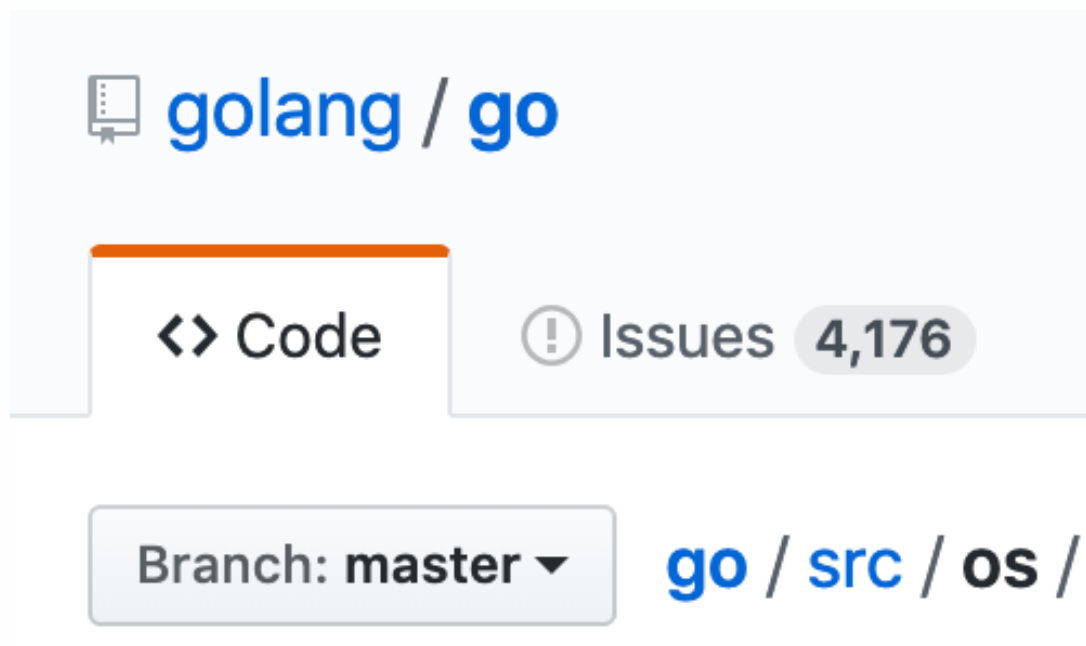 golang / go
<> Code Issues 4,176
Branch: master go / src / os /